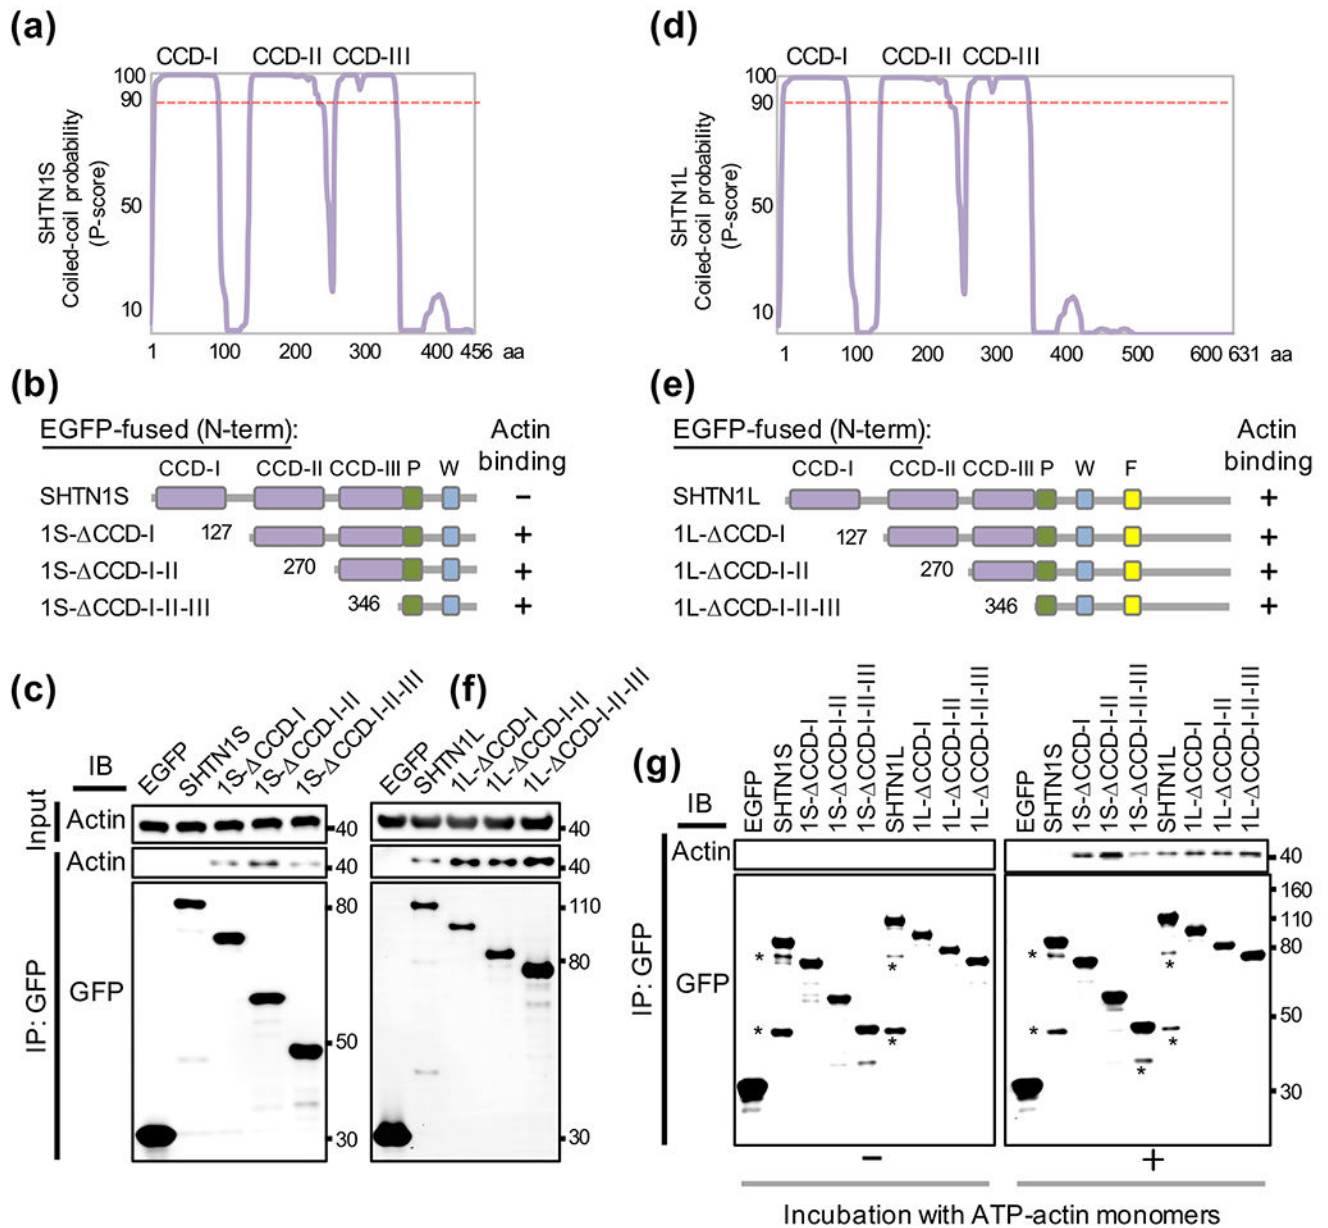 (a)
CCD-I CCD-II CCD-III
100
90
50
10
SHTN1S
Coiled-coil probability
(P-score)
1 100 200 300 400 456 aa
(d)
CCD-I CCD-II CCD-III
100
90
50
10
SHTN1L
Coiled-coil probability
(P-score)
1 100 200 300 400 500 600 631 aa
(b)
EGFP-fused (N-term):
Actin
binding
CCD-I CCD-II CCD-III P W
SHTN1S –
1S-ΔCCD-I 127 +
1S-ΔCCD-I-II 270 +
1S-ΔCCD-I-II-III 346 +
(e)
EGFP-fused (N-term):
Actin
binding
CCD-I CCD-II CCD-III P W F
SHTN1L +
1L-ΔCCD-I 127 +
1L-ΔCCD-I-II 270 +
1L-ΔCCD-I-II-III 346 +
(c)
IB
EGFP
SHTN1S
1S-ΔCCD-I
1S-ΔCCD-I-II
1S-ΔCCD-I-II-III
Input
Actin
40
IP: GFP
Actin
40
GFP
80
50
30
(f)
EGFP
SHTN1L
1L-ΔCCD-I
1L-ΔCCD-I-II
1L-ΔCCD-I-II-III
40
40
110
80
30
(g)
IB
EGFP
SHTN1S
1S-ΔCCD-I
1S-ΔCCD-I-II
1S-ΔCCD-I-II-III
SHTN1L
1L-ΔCCD-I
1L-ΔCCD-I-II
1L-ΔCCD-I-II-III
EGFP
SHTN1S
1S-ΔCCD-I
1S-ΔCCD-I-II
1S-ΔCCD-I-II-III
SHTN1L
1L-ΔCCD-I
1L-ΔCCD-I-II
1L-ΔCCD-I-II-III
IP: GFP
Actin
40
GFP
160
110
80
50
30
* * * *
* * * * *
– +
Incubation with ATP-actin monomers